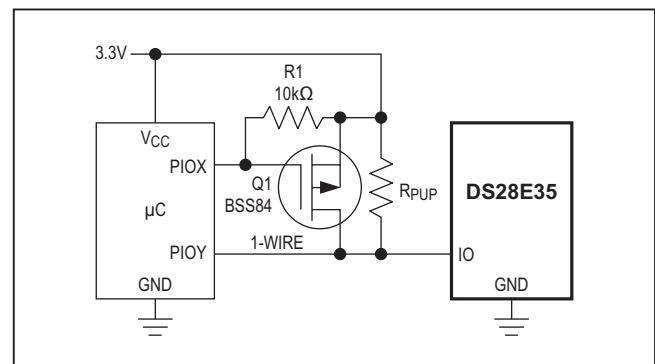 3.3V
R1
10kΩ
VCC
PIOX
Q1
BSS84
RPUP
DS28E35
µC
PIOY
1-WIRE
IO
GND
GND